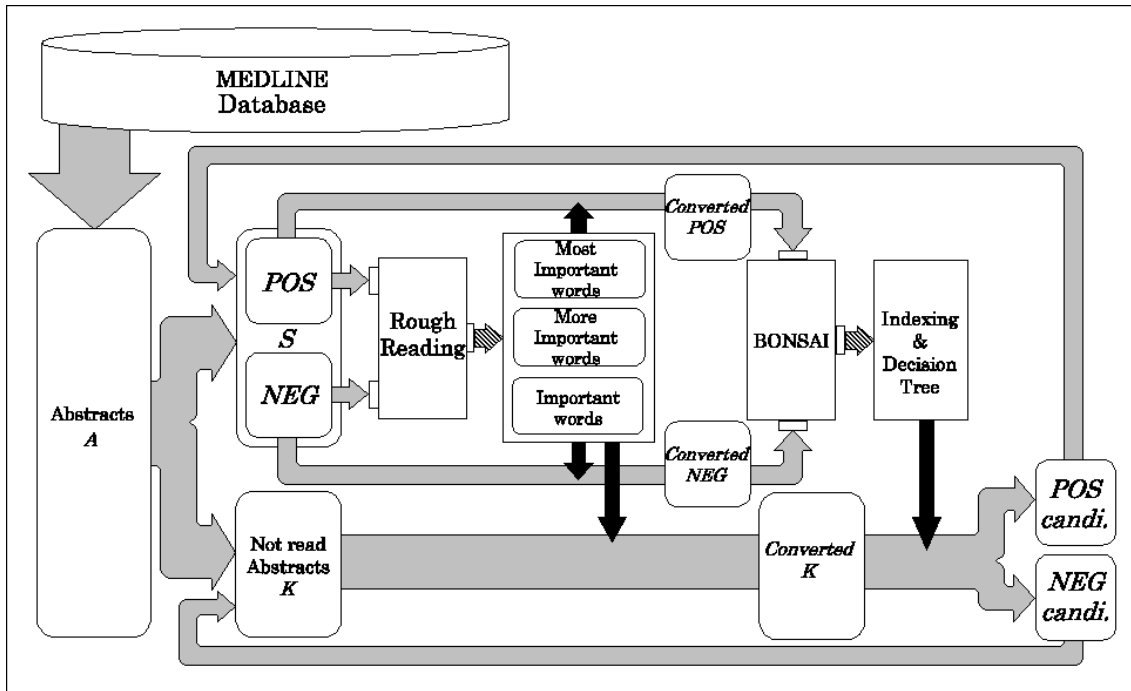 MEDLINE
Database
Abstracts
A
POS
S
NEG
Rough
Reading
Most
Important
words
More
Important
words
Important
words
Converted
POS
Converted
NEG
BONSAI
Indexing
&
Decision
Tree
Not read
Abstracts
K
Converted
K
POS
candi.
NEG
candi.